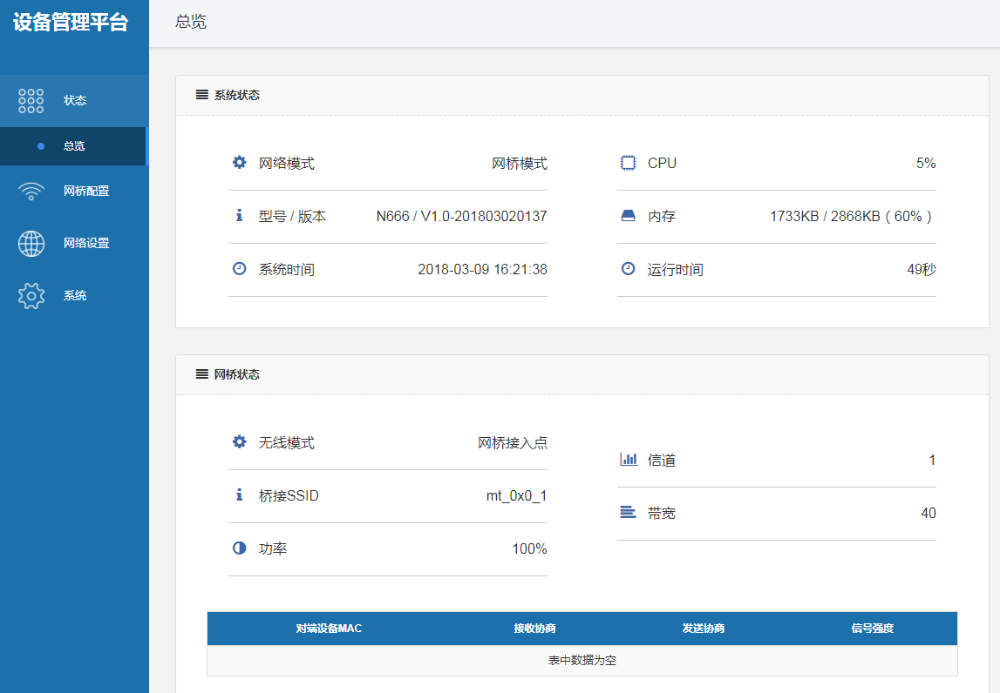 设备管理平台
总览
状态
总览
网桥配置
网络设置
系统
系统状态
网络模式 网桥模式
型号 / 版本 N666 / V1.0-201803020137
系统时间 2018-03-09 16:21:38
CPU 5%
内存 1733KB / 2868KB ( 60% )
运行时间 49秒
网桥状态
无线模式 网桥接入点
桥接SSID mt_0x0_1
功率 100%
信道 1
带宽 40
对端设备MAC 接收协商 发送协商 信号强度
表中数据为空